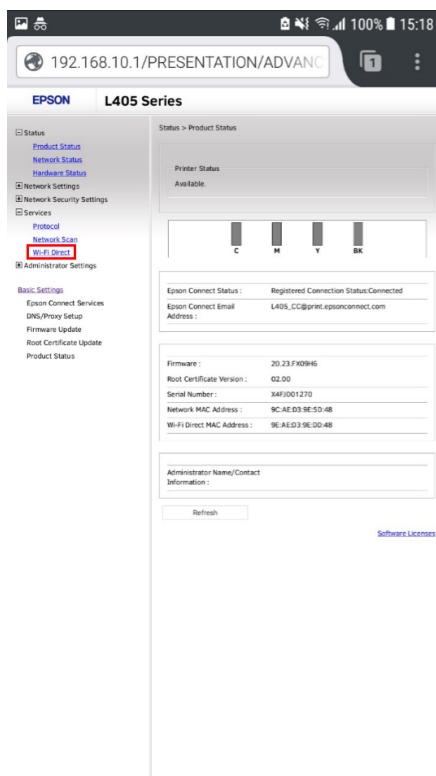 100% 15:18
192.168.10.1/PRESENTATION/ADVANC
1
EPSON L405 Series
Status
Product Status
Network Status
Hardware Status
Network Settings
Network Security Settings
Services
Protocol
Network Scan
Wi-Fi Direct
Administrator Settings
Basic Settings
Epson Connect Services
DNS/Proxy Setup
Firmware Update
Root Certificate Update
Product Status
Status > Product Status
Printer Status
Available.
C M Y BK
Epson Connect Status : Registered Connection Status:Connected
Epson Connect Email L405_CC@print.epsonconnect.com
Address :
Firmware : 20.23.FX09H6
Root Certificate Version : 02.00
Serial Number : X4FJ001270
Network MAC Address : 9C:AE:D3:9E:5D:48
Wi-Fi Direct MAC Address : 9E:AE:D3:9E:DD:48
Administrator Name/Contact
Information :
Refresh
Software Licenses